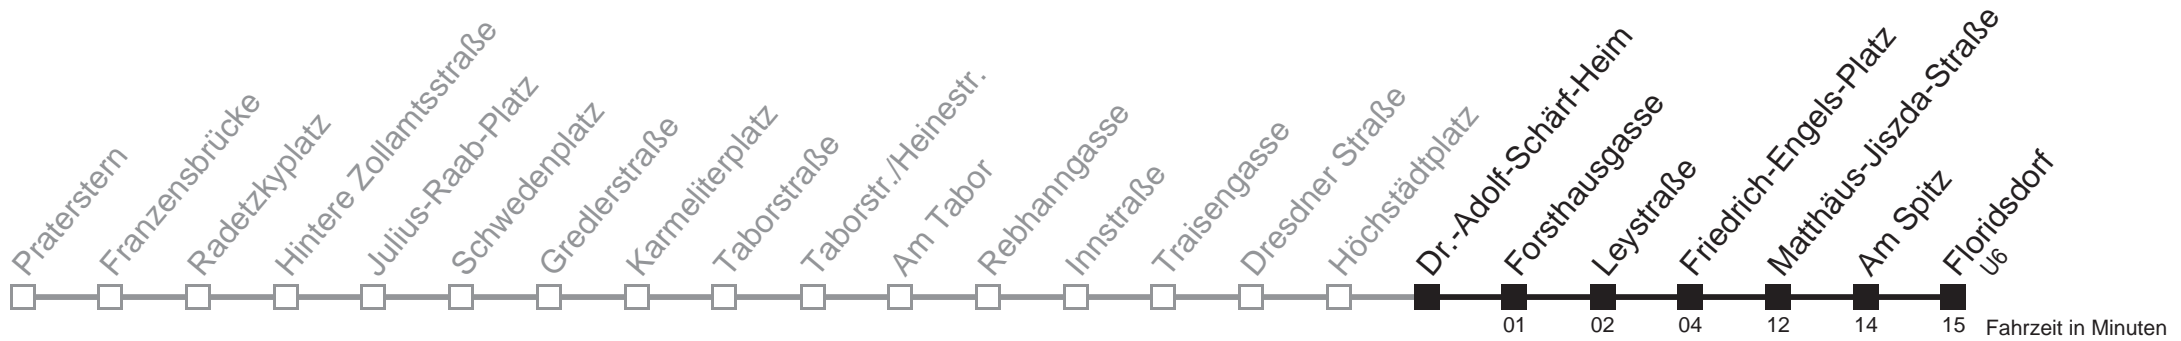 Praterstern
Franzensbrücke
Radetzkyplatz
Hintere Zollamtsstraße
Julius-Raab-Platz
Schwedenplatz
Gredlerstraße
Karmeliterplatz
Taborstraße
Taborstr./Heinestr.
Am Tabor
Rebhanngasse
Innstraße
Traisengasse
Dresdner Straße
Höchstädtplatz
Dr.-Adolf-Schärf-Heim
Forsthausgasse
Leystraße
Friedrich-Engels-Platz
Matthäus-Jiszda-Straße
Am Spitz
Floridsdorf
U6
01 02 04 12 14 15 Fahrzeit in Minuten